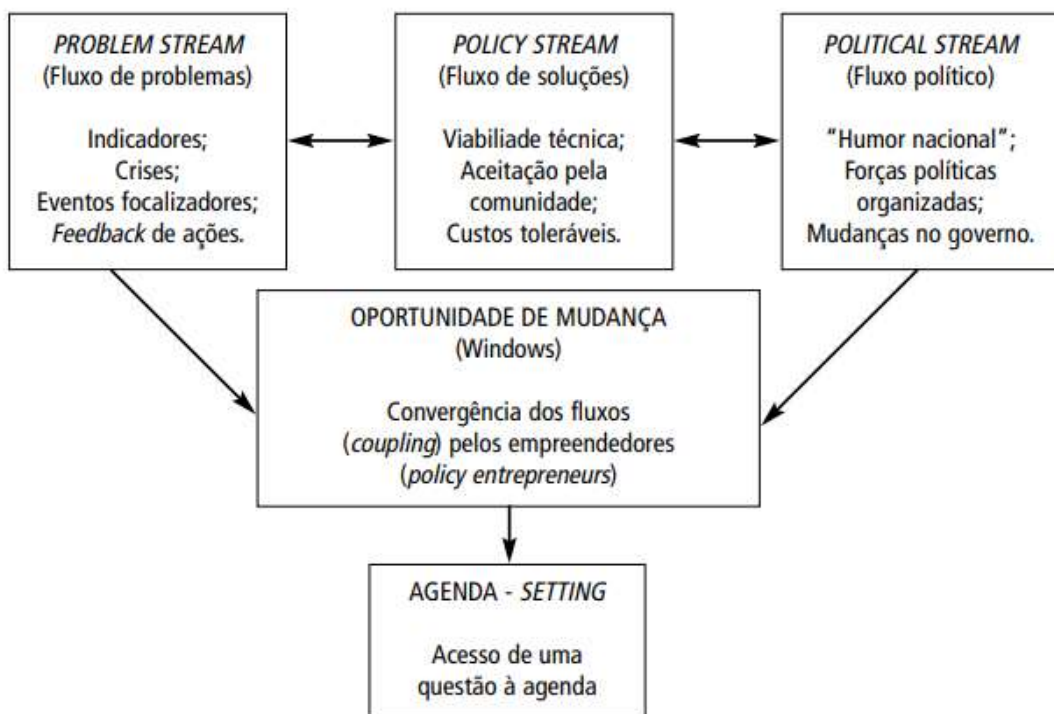 PROBLEM STREAM
(Fluxo de problemas)
Indicadores;
Crises;
Eventos focalizadores;
Feedback de ações.
POLICY STREAM
(Fluxo de soluções)
Viabiliade técnica;
Aceitação pela
comunidade;
Custos toleráveis.
POLITICAL STREAM
(Fluxo político)
“Humor nacional”;
Forças políticas
organizadas;
Mudanças no governo.
OPORTUNIDADE DE MUDANÇA
(Windows)
Convergência dos fluxos
(coupling) pelos empreendedores
(policy entrepreneurs)
AGENDA - SETTING
Acesso de uma
questão à agenda